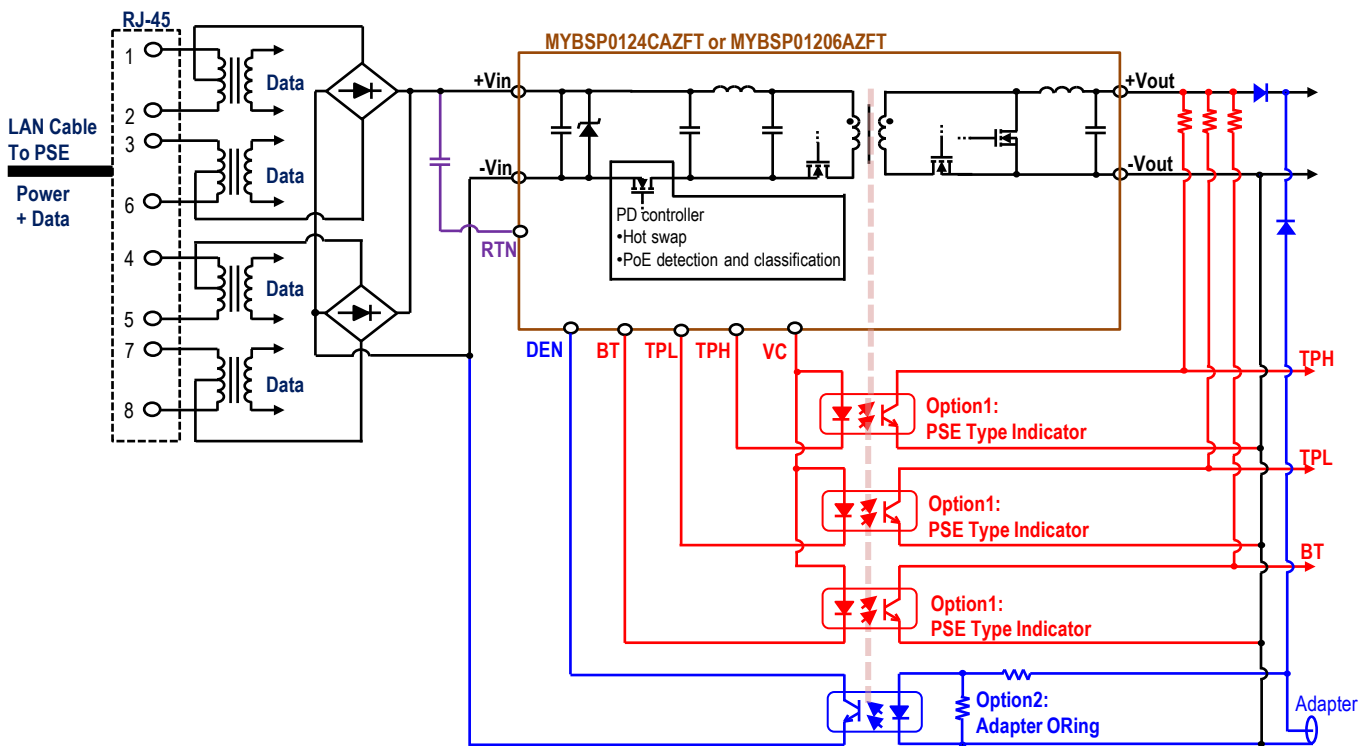 RJ-45
MYBSP0124CAZFT or MYBSP01206AZFT
1
2
3
6
4
5
7
8
Data
Data
Data
Data
LAN Cable
To PSE
Power
+ Data
+Vin
-Vin
RTN
+Vout
-Vout
PD controller
•Hot swap
•PoE detection and classification
DEN
BT
TPL
TPH
VC
TPH
Option1:
PSE Type Indicator
TPL
Option1:
PSE Type Indicator
BT
Option1:
PSE Type Indicator
Option2:
Adapter ORing
Adapter